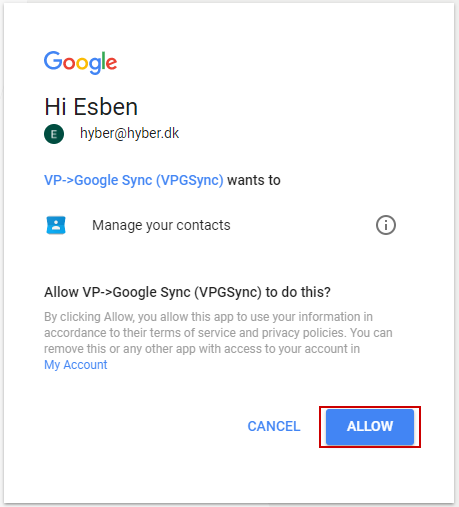 Google
Hi Esben
E
hyber@hyber.dk
VP->Google Sync (VPGSync) wants to
Manage your contacts
Allow VP->Google Sync (VPGSync) to do this?
By clicking Allow, you allow this app to use your information in
accordance to their terms of service and privacy policies. You can
remove this or any other app with access to your account in
My Account
CANCEL
ALLOW